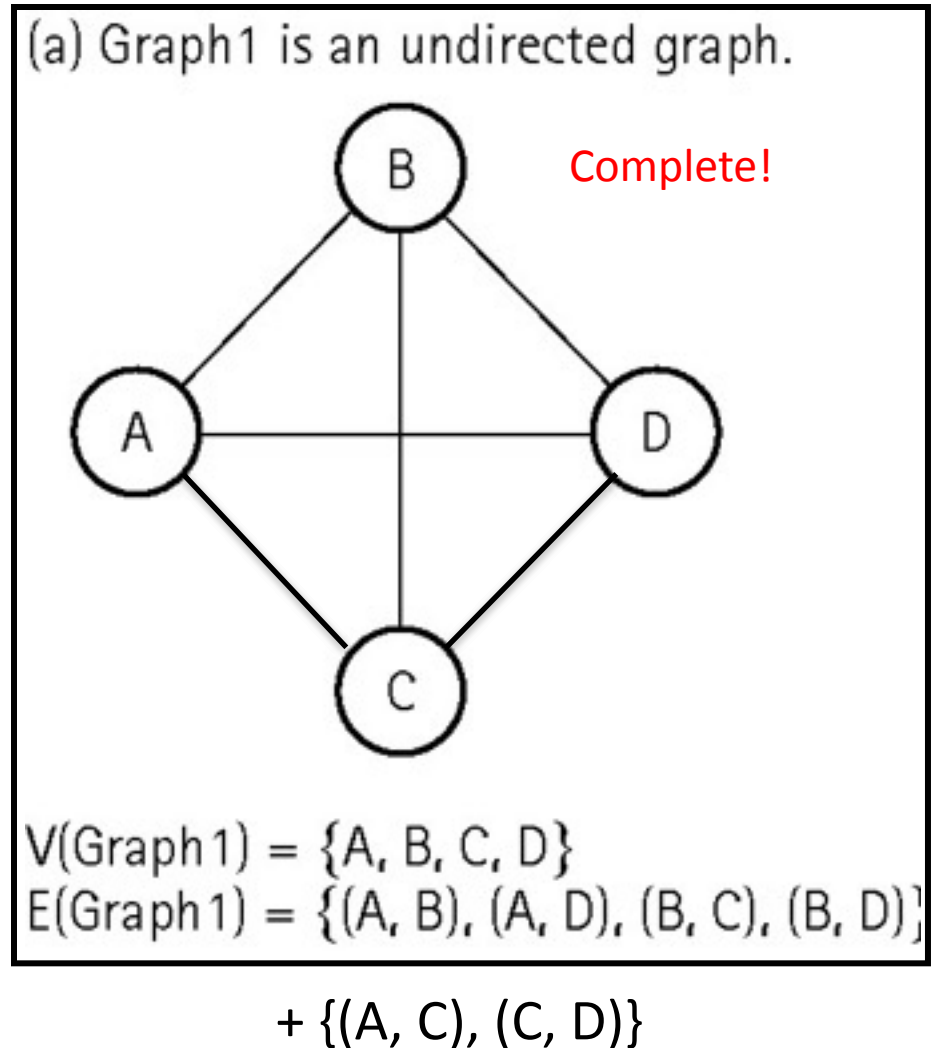 (a) Graph1 is an undirected graph.
B
Complete!
A
D
C
V(Graph1) = {A, B, C, D}
E(Graph1) = {(A, B), (A, D), (B, C), (B, D)}
+ {(A, C), (C, D)}